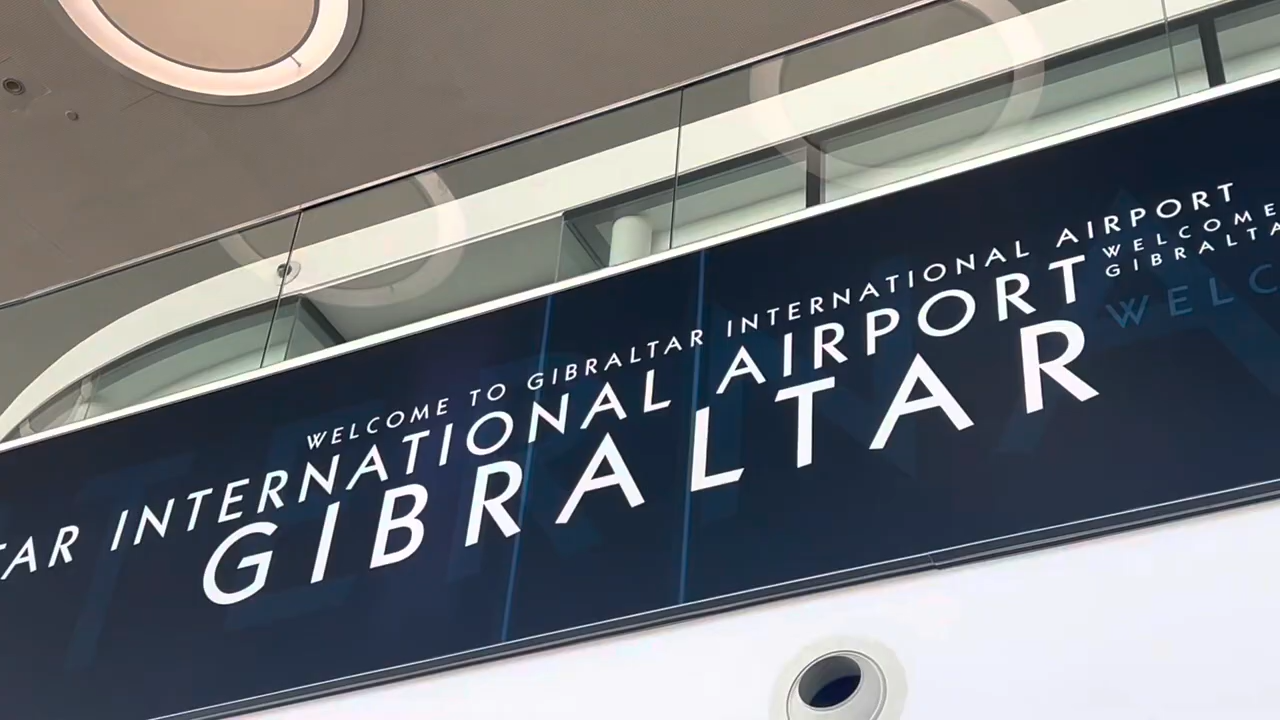 WELCOME TO GIBRALTAR INTERNATIONAL AIRPORT
TAR INTERNATIONAL AIRPORT
GIBRALTAR
WELCOME
GIBRALTA
WELC